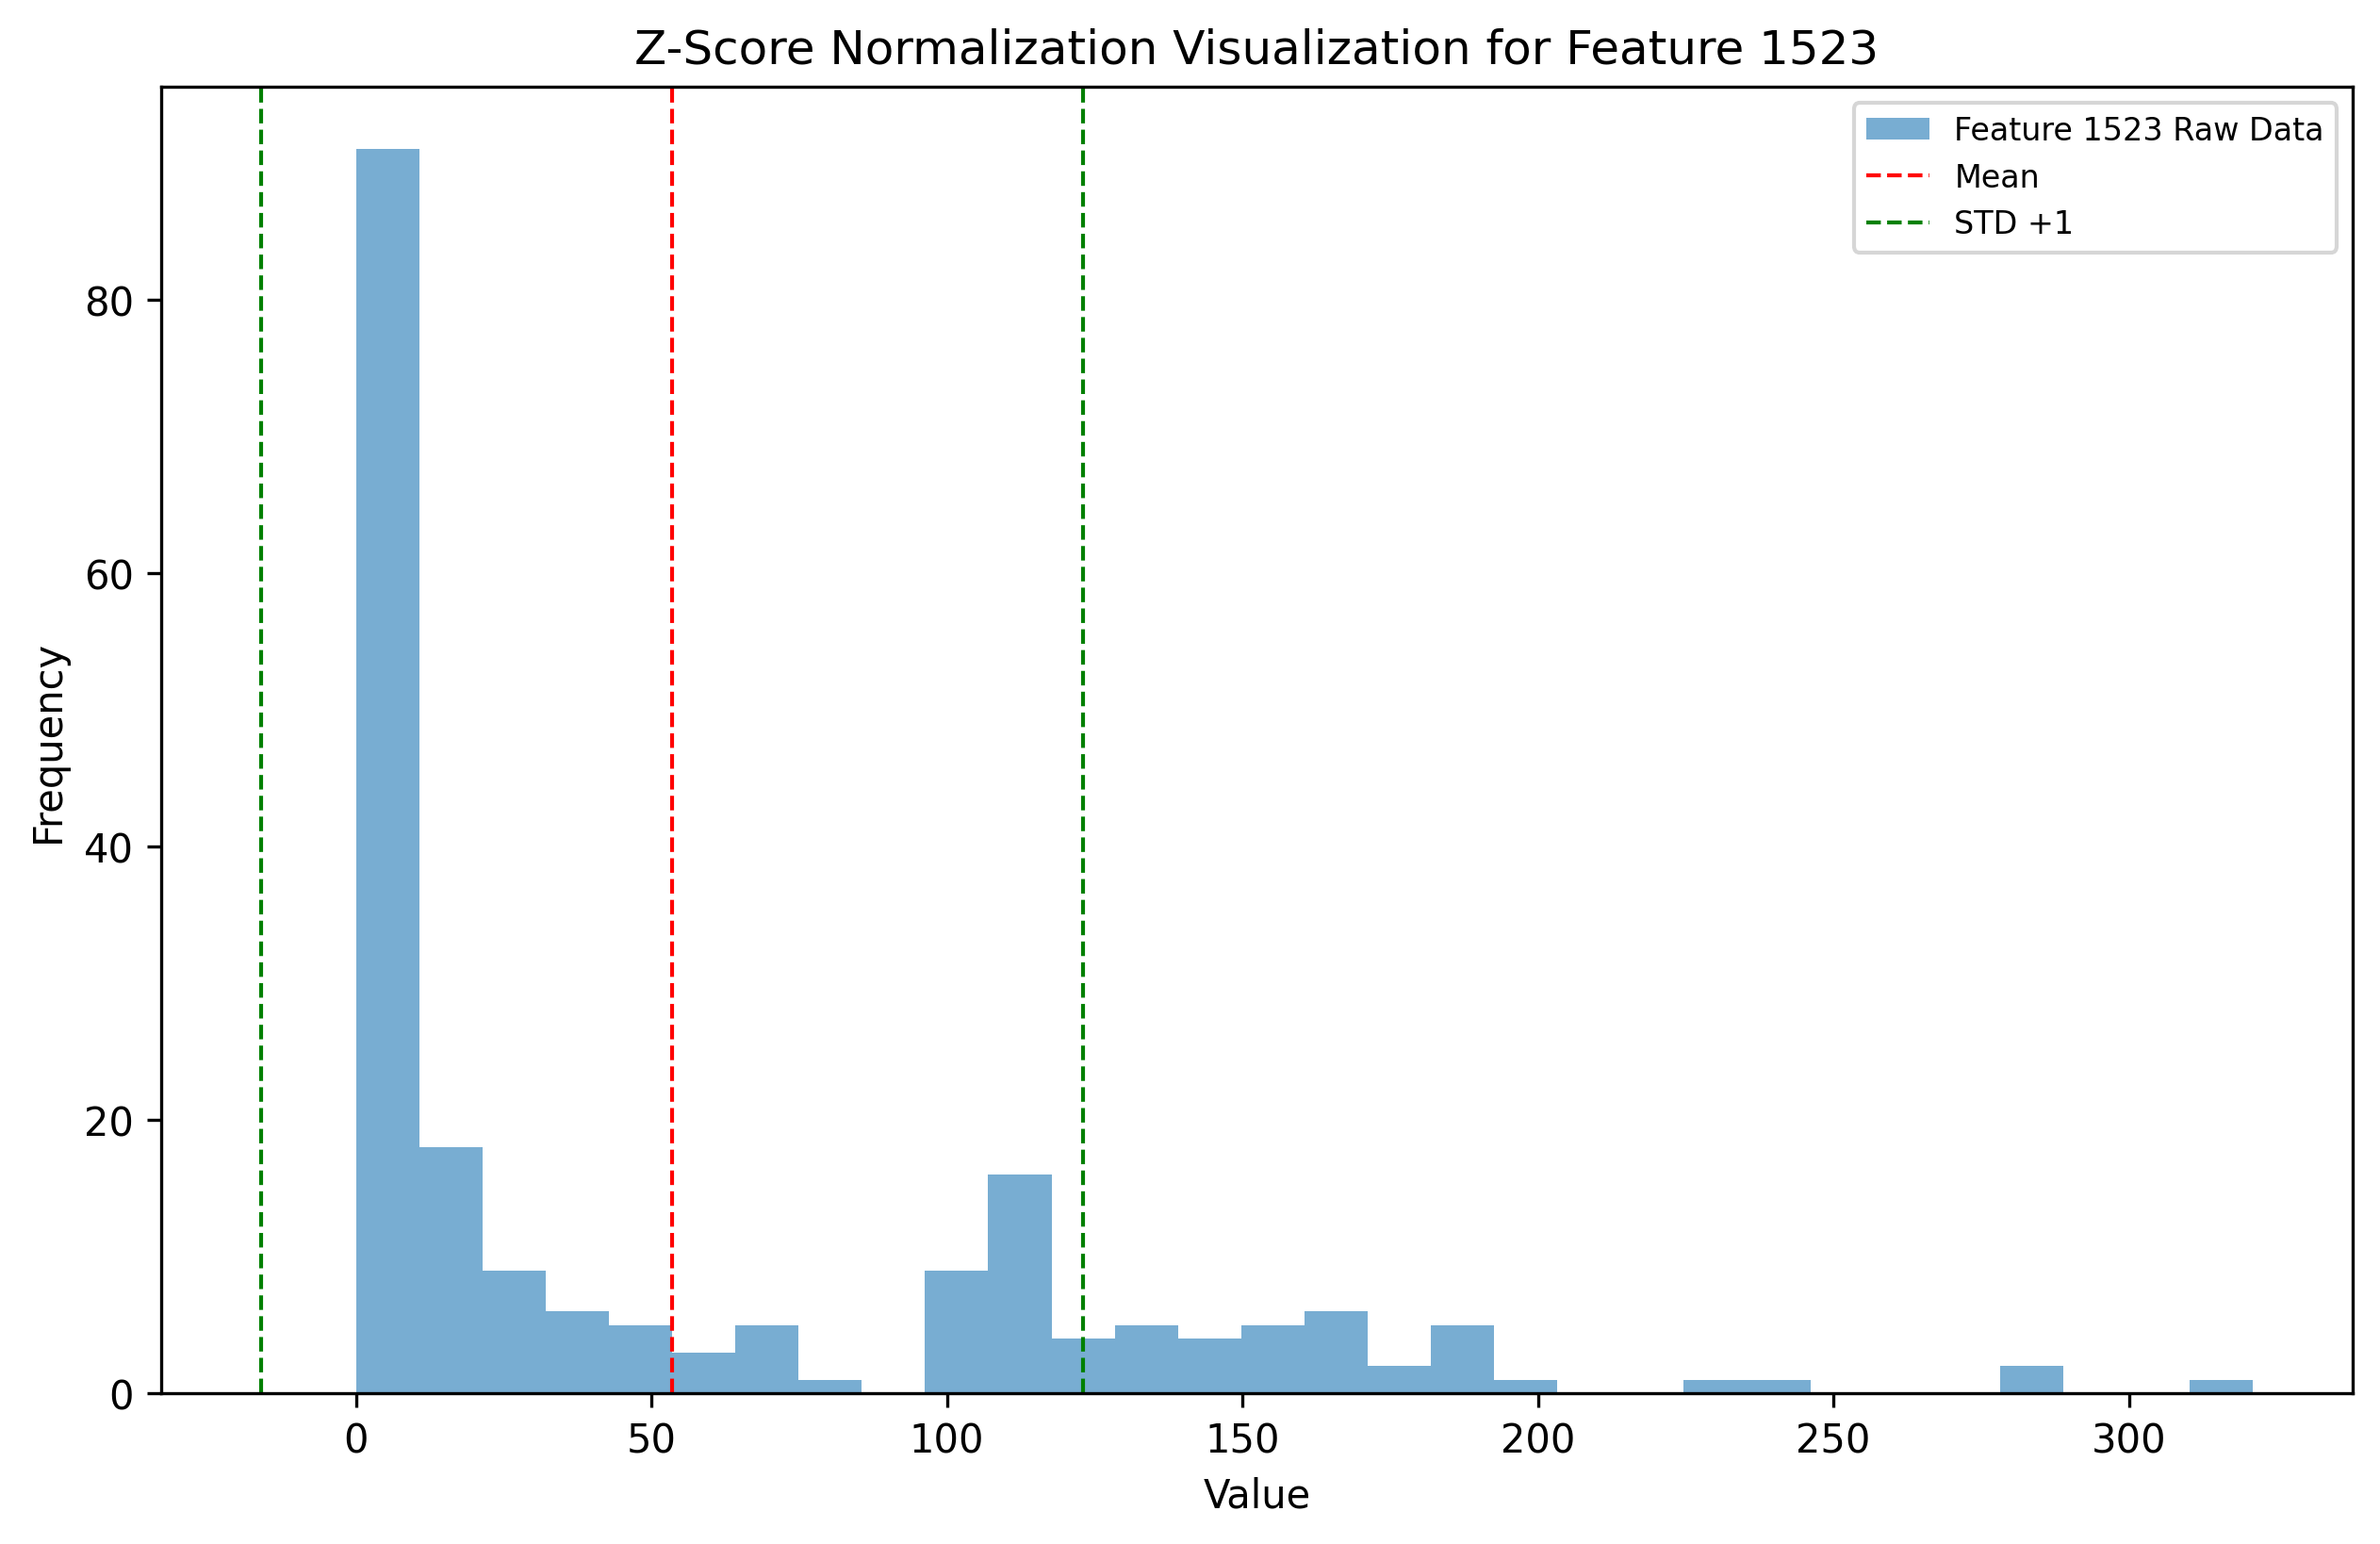 Z-Score Normalization Visualization for Feature 1523
Feature 1523 Raw Data
Mean
STD +1
Frequency
80
60
40
20
0
0 50 100 150 200 250 300
Value